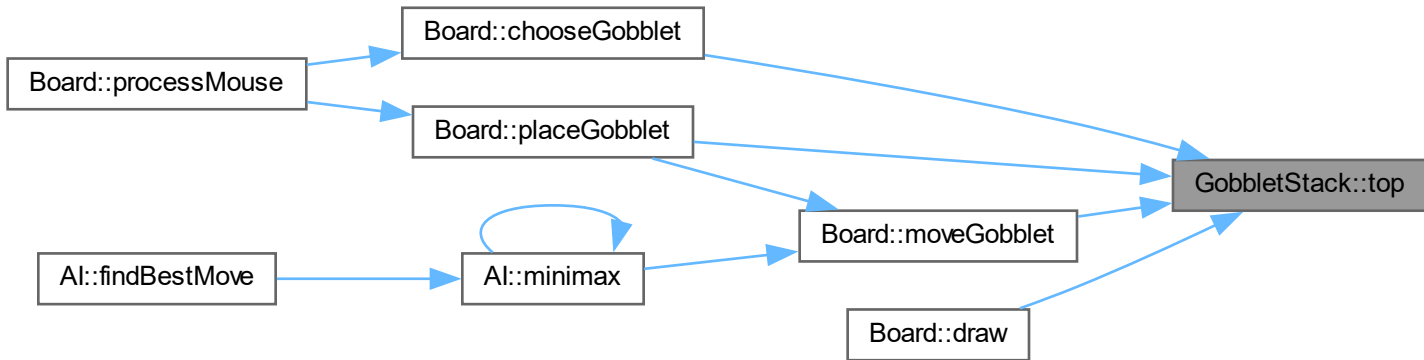 Board::chooseGobblet
Board::processMouse
Board::placeGobblet
GobbletStack::top
Board::moveGobblet
AI::findBestMove
AI::minimax
Board::draw